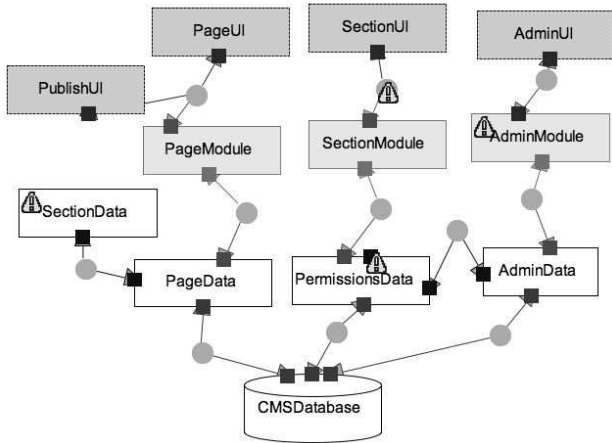 PageUI
SectionUI
AdminUI
PublishUI
PageModule
SectionModule
AdminModule
SectionData
PageData
PermissionsData
AdminData
CMSDatabase